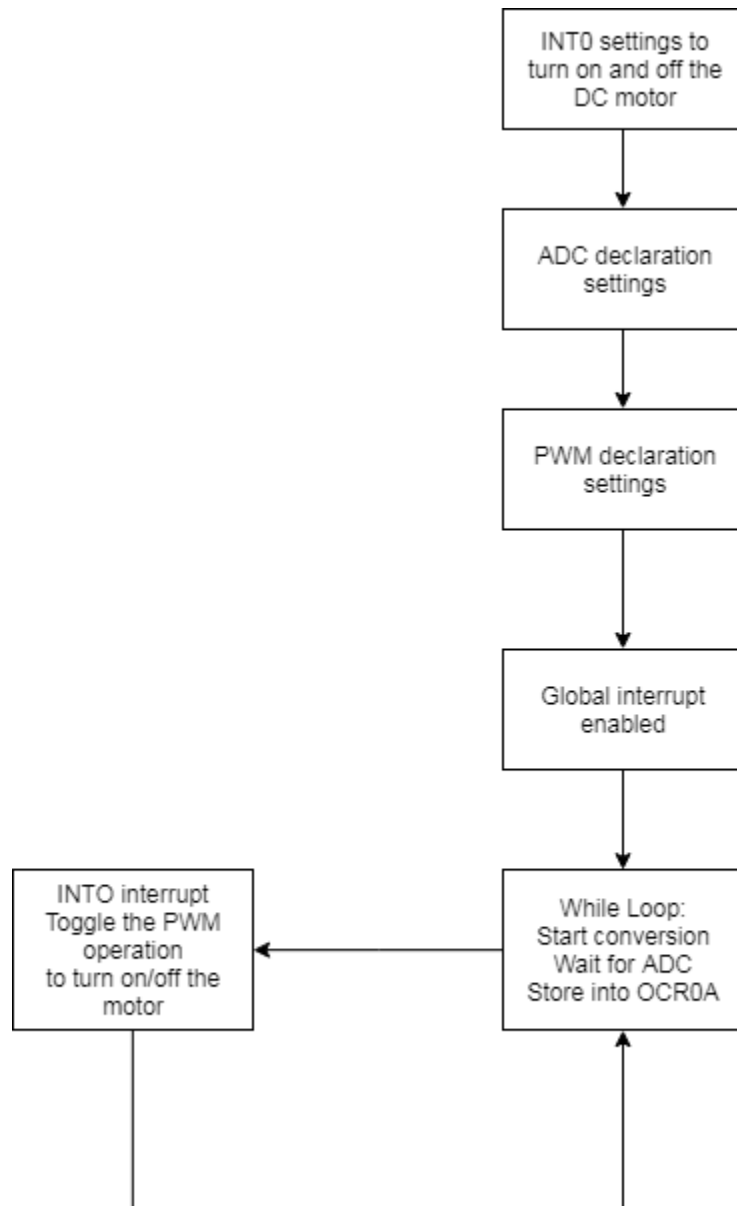 INT0 settings to
turn on and off the
DC motor
ADC declaration
settings
PWM declaration
settings
Global interrupt
enabled
INTO interrupt
Toggle the PWM
operation
to turn on/off the
motor
While Loop:
Start conversion
Wait for ADC
Store into OCR0A